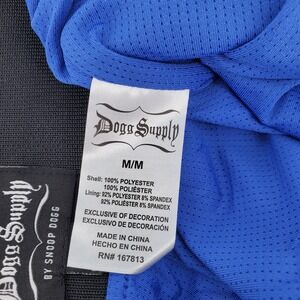 Dogg Supply
M/M
Shell: 100% POLYESTER
100% POLIÉSTER
Lining: 92% POLYESTER 8% SPANDEX
92% POLIÉSTER 8% SPANDEX
EXCLUSIVE OF DECORATION
EXCLUSIVO DE DECORACIÓN
MADE IN CHINA
HECHO EN CHINA
RN# 167813
Dogg Supply
BY SNOOP DOGG